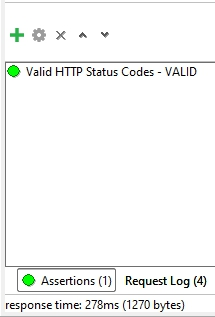 Valid HTTP Status Codes - VALID
Assertions (1) Request Log (4)
response time: 278ms (1270 bytes)